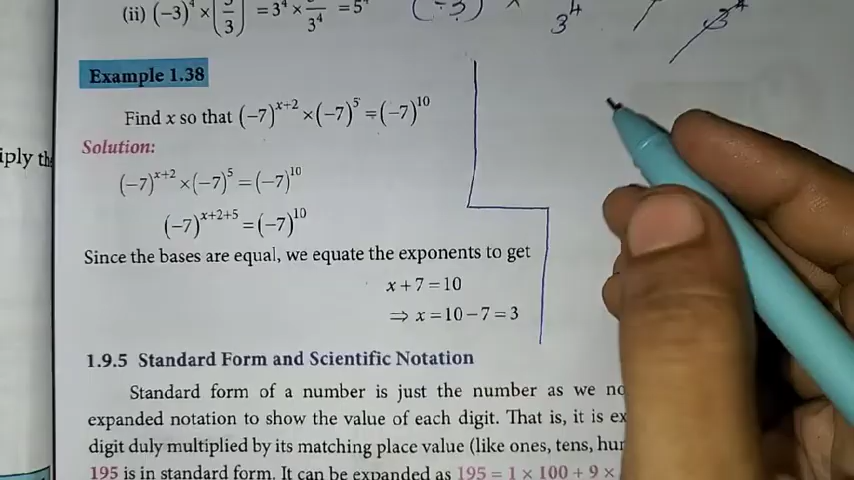 (ii) (−3)⁴ × (5/3)⁴ = 3⁴ × 5⁴/3⁴ = 5⁴
3⁴
3⁴
Example 1.38
Find x so that (−7)ˣ⁺² × (−7)⁵ = (−7)¹⁰
iply the
Solution:
(−7)ˣ⁺² × (−7)⁵ = (−7)¹⁰
(−7)ˣ⁺²⁺⁵ = (−7)¹⁰
Since the bases are equal, we equate the exponents to get
x + 7 = 10
⇒ x = 10 − 7 = 3
1.9.5 Standard Form and Scientific Notation
Standard form of a number is just the number as we no
expanded notation to show the value of each digit. That is, it is ex
digit duly multiplied by its matching place value (like ones, tens, hun
195 is in standard form. It can be expanded as 195 = 1 × 100 + 9 ×